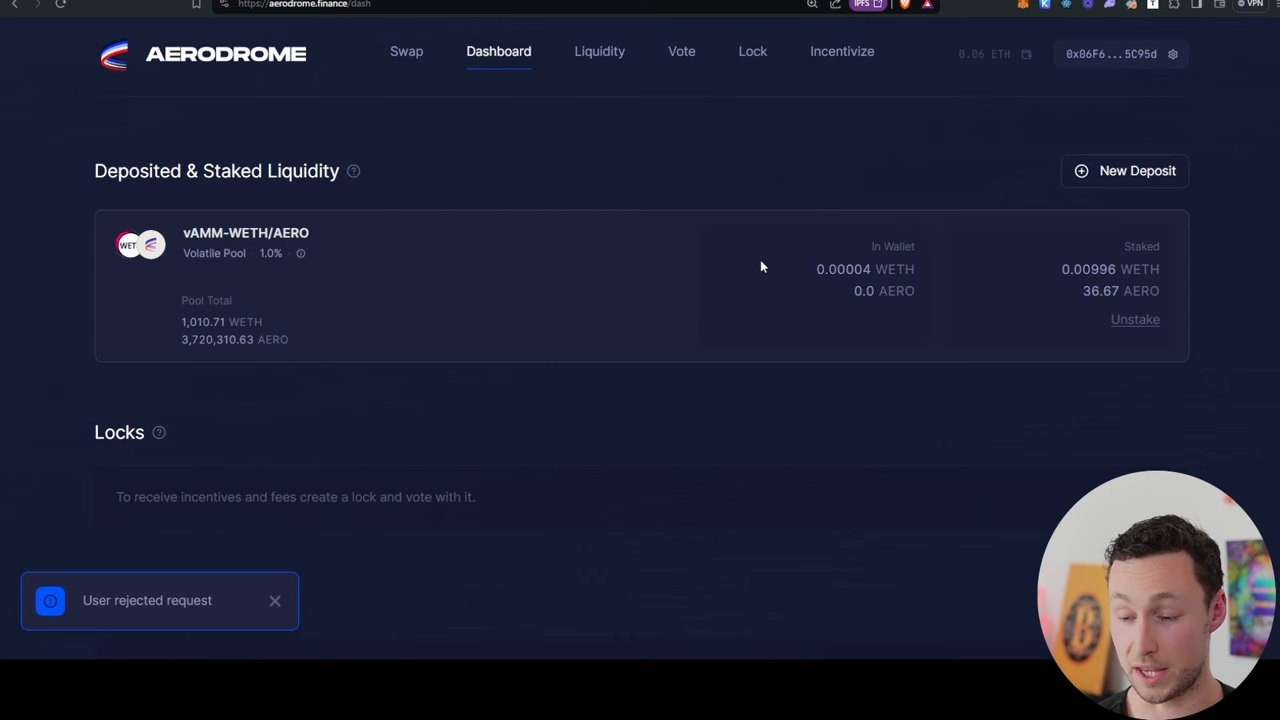 https://aerodrome.finance/dash
IPFS
VPN
AERODROME
Swap
Dashboard
Liquidity
Vote
Lock
Incentivize
0.06 ETH
0x06F6...5C95d
Deposited & Staked Liquidity
New Deposit
WET
vAMM-WETH/AERO
Volatile Pool · 1.0% ·
Pool Total
1,010.71 WETH
3,720,310.63 AERO
In Wallet
0.00004 WETH
0.0 AERO
Staked
0.00996 WETH
36.67 AERO
Unstake
Locks
To receive incentives and fees create a lock and vote with it.
User rejected request